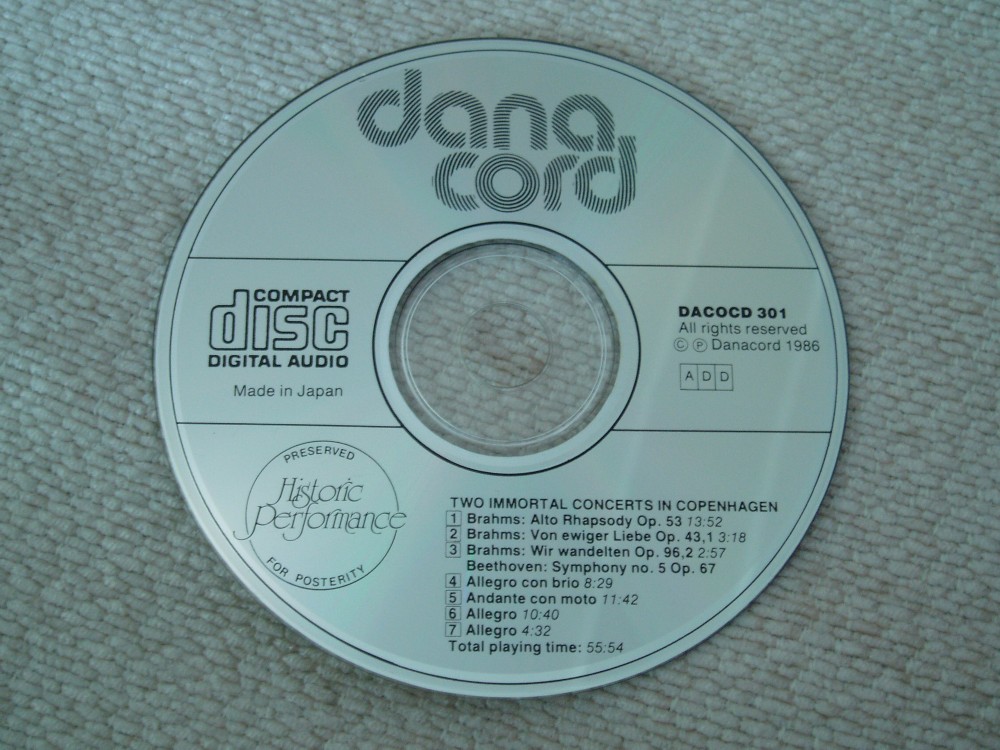 dana
cord
COMPACT
disc
DIGITAL AUDIO
Made in Japan
DACOCD 301
All rights reserved
Ⓒ Ⓟ Danacord 1986
A D D
PRESERVED
Historic
Performance
FOR POSTERITY
TWO IMMORTAL CONCERTS IN COPENHAGEN
1 Brahms: Alto Rhapsody Op. 53 13:52
2 Brahms: Von ewiger Liebe Op. 43,1 3:18
3 Brahms: Wir wandelten Op. 96,2 2:57
Beethoven: Symphony no. 5 Op. 67
4 Allegro con brio 8:29
5 Andante con moto 11:42
6 Allegro 10:40
7 Allegro 4:32
Total playing time: 55:54